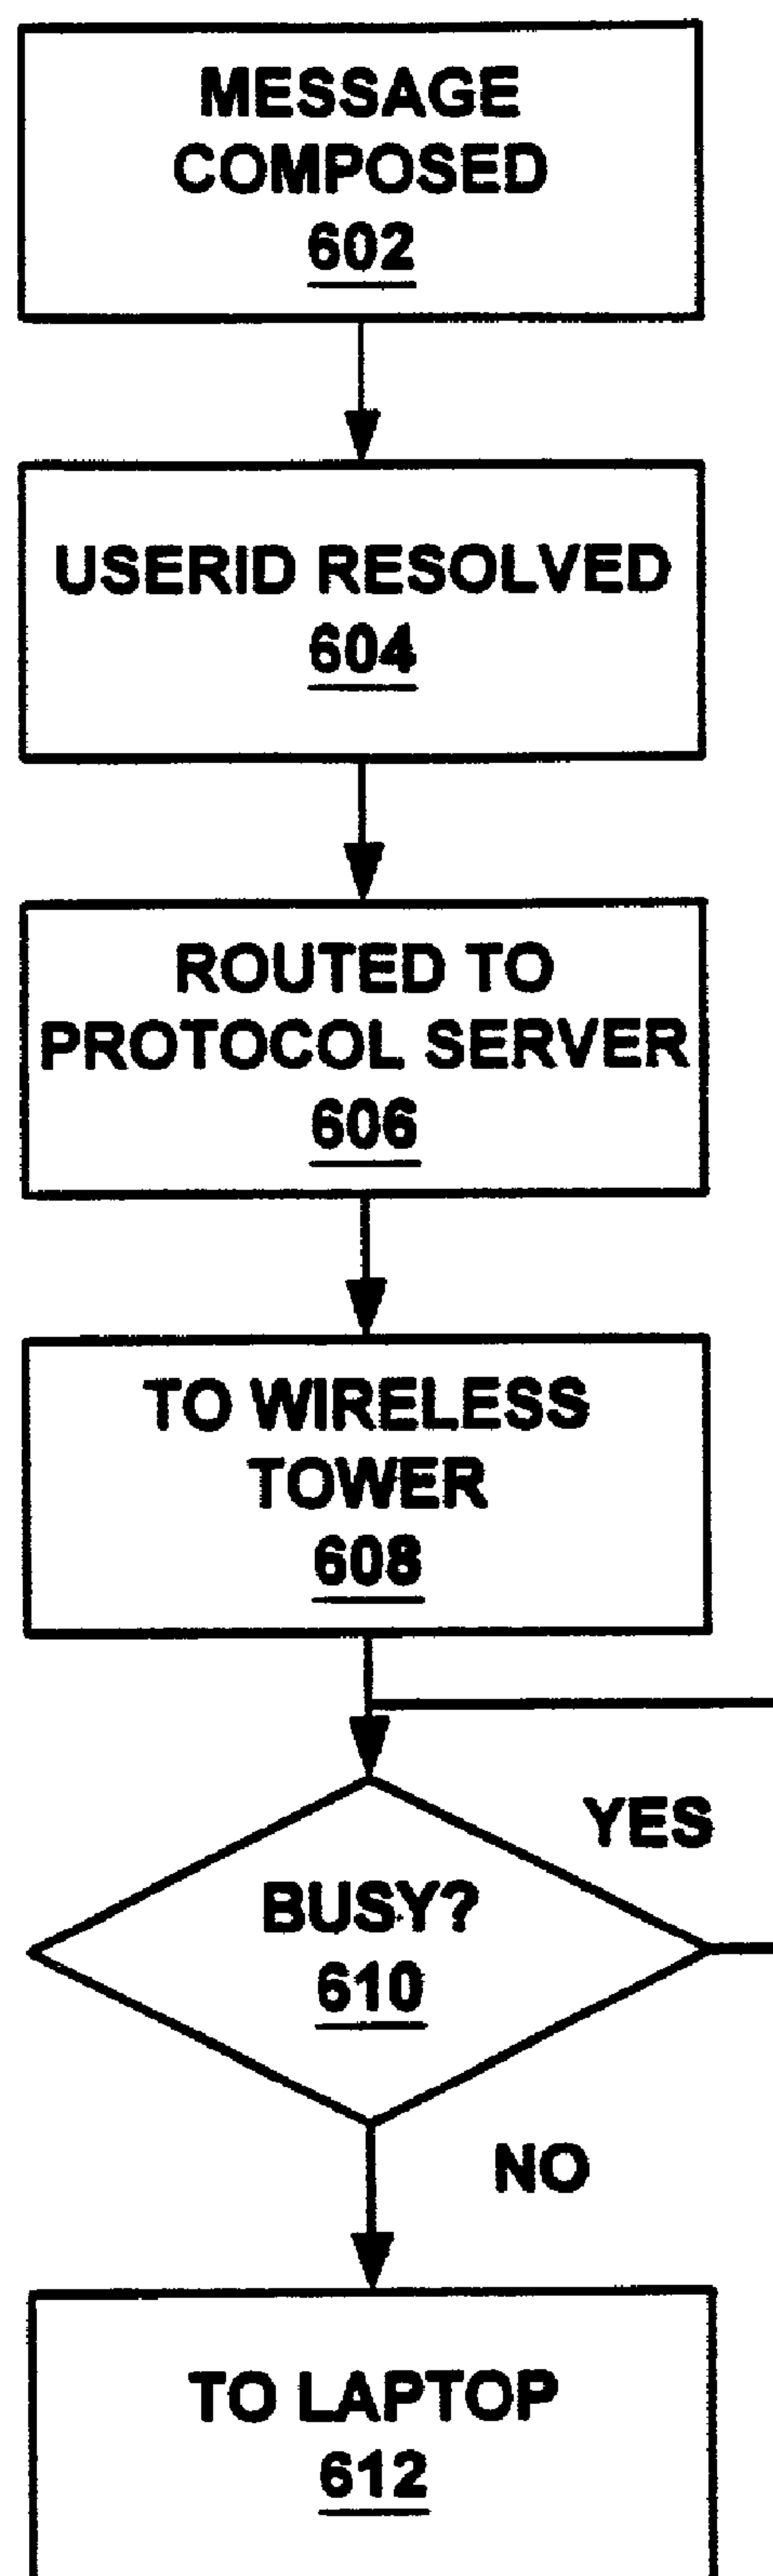 MESSAGE
COMPOSED
602
USERID RESOLVED
604
ROUTED TO
PROTOCOL SERVER
606
TO WIRELESS
TOWER
608
YES
BUSY?
610
NO
TO LAPTOP
612